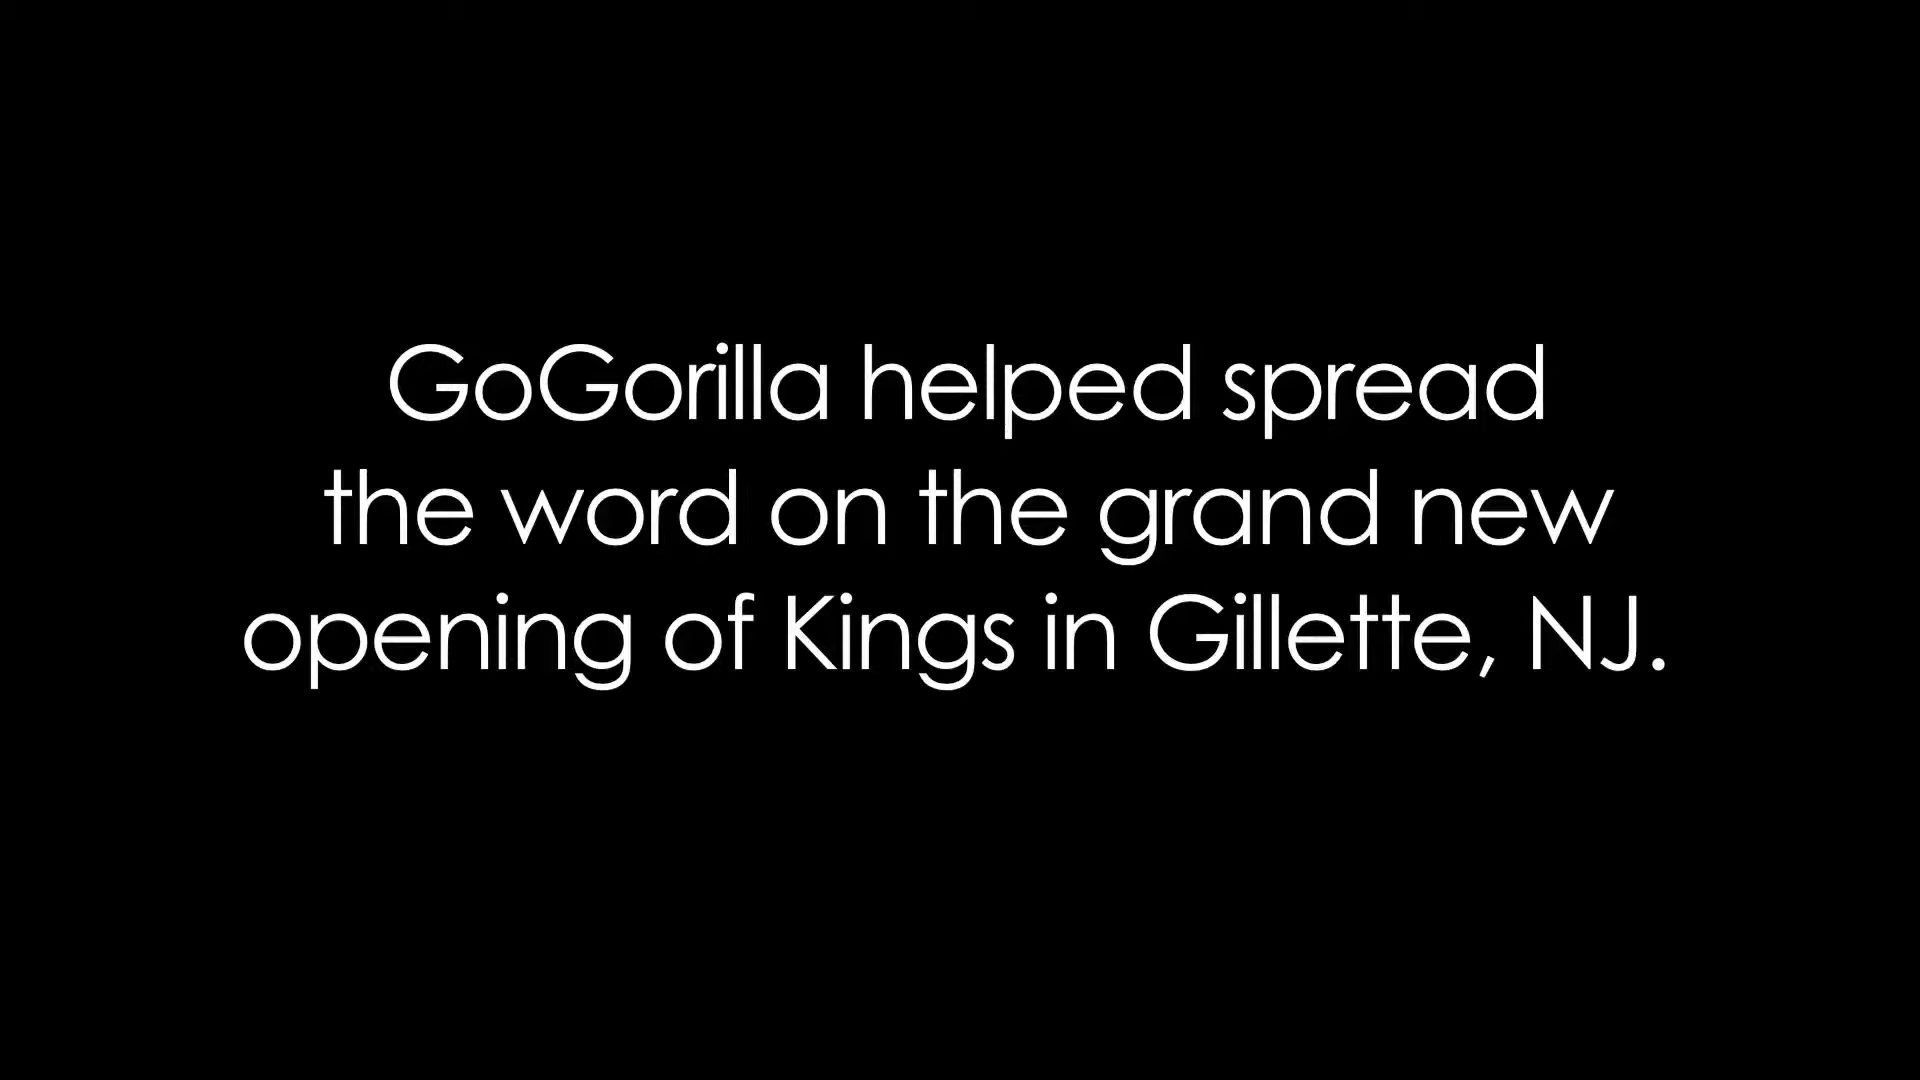 GoGorilla helped spread
the word on the grand new
opening of Kings in Gillette, NJ.